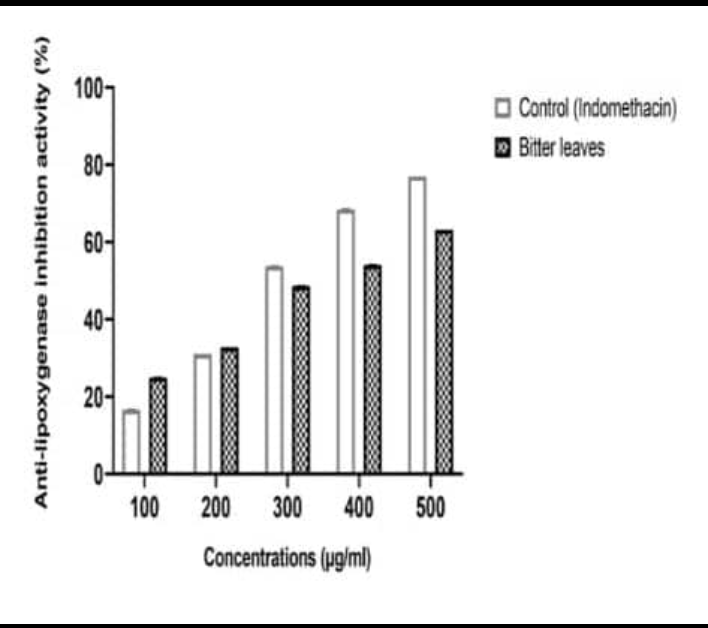 Anti-lipoxygenase inhibition activity (%)
100
80
60
40
20
0
Control (Indomethacin)
Bitter leaves
100 200 300 400 500
Concentrations (μg/ml)